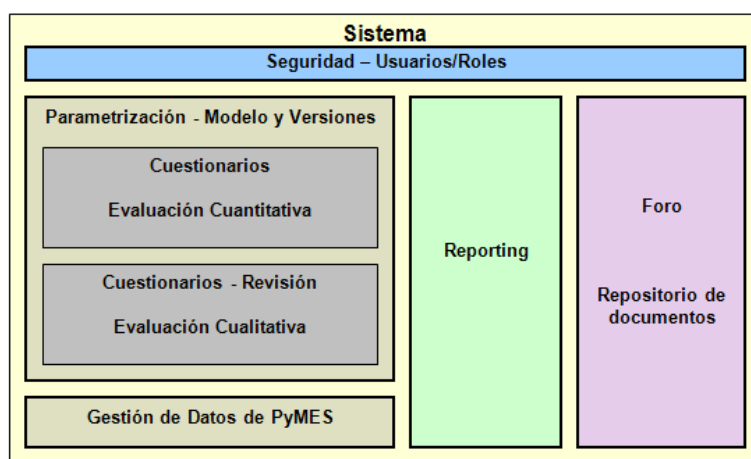 Sistema
Seguridad – Usuarios/Roles
Parametrización - Modelo y Versiones
Cuestionarios
Evaluación Cuantitativa
Cuestionarios - Revisión
Evaluación Cualitativa
Gestión de Datos de PyMES
Reporting
Foro
Repositorio de
documentos